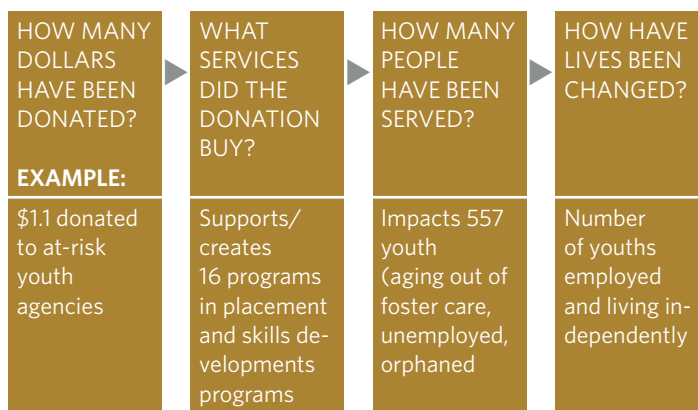 HOW MANY
DOLLARS
HAVE BEEN
DONATED?
EXAMPLE:
$1.1 donated
to at-risk
youth
agencies
WHAT
SERVICES
DID THE
DONATION
BUY?
Supports/
creates
16 programs
in placement
and skills de-
velopments
programs
HOW MANY
PEOPLE
HAVE BEEN
SERVED?
Impacts 557
youth
(aging out of
foster care,
unemployed,
orphaned
HOW HAVE
LIVES BEEN
CHANGED?
Number
of youths
employed
and living in-
dependently